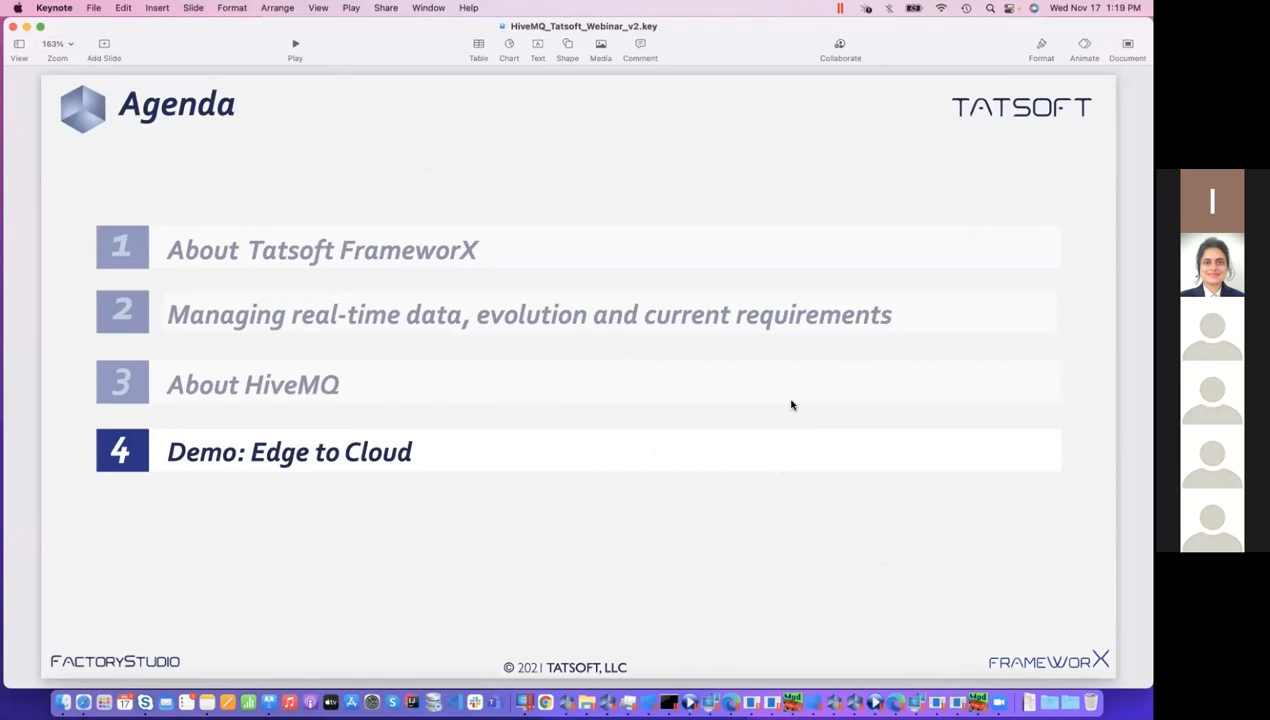 Keynote File Edit Insert Slide Format Arrange View Play Share Window Help Wed Nov 17 1:19 PM
HiveMQ_Tatsoft_Webinar_v2.key
163%
View Zoom Add Slide Play Table Chart Text Shape Media Comment Collaborate Format Animate Document
Agenda
TATSOFT
1 About Tatsoft FrameworX
2 Managing real-time data, evolution and current requirements
3 About HiveMQ
4 Demo: Edge to Cloud
FACTORYSTUDIO
© 2021 TATSOFT, LLC
FRAMEWORX
I
17